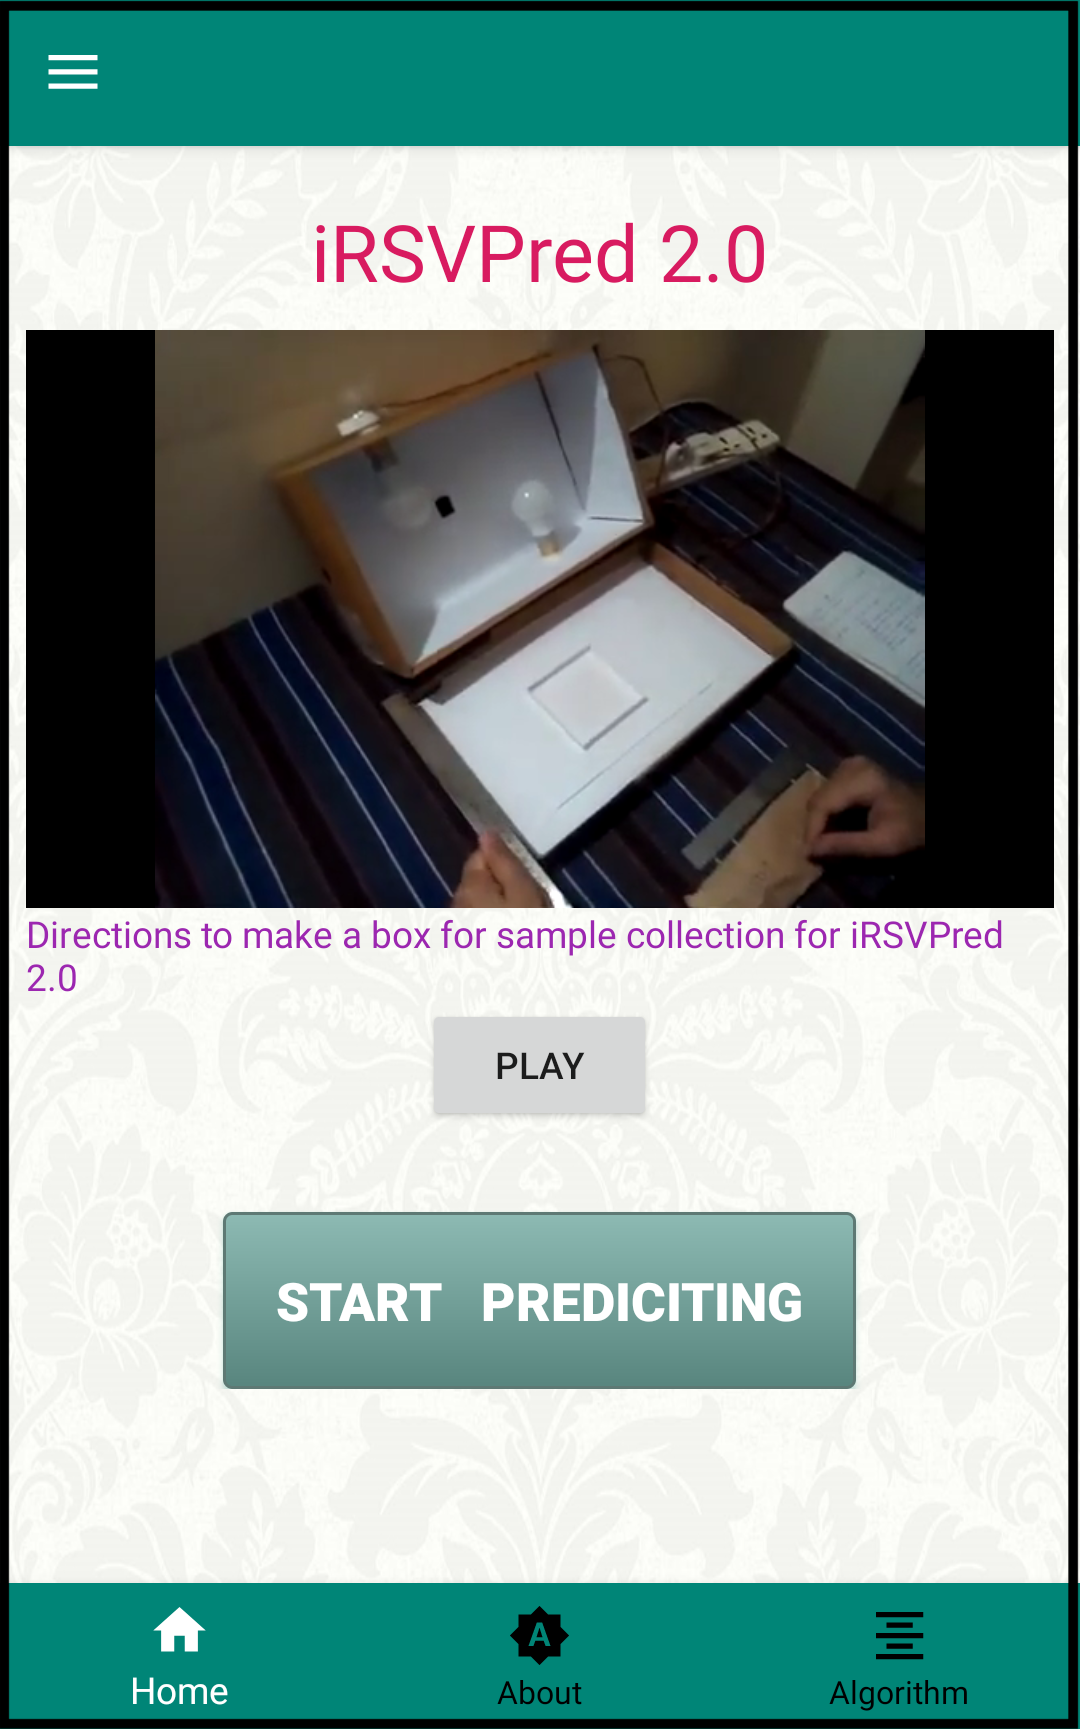 iRSVPred 2.0
Directions to make a box for sample collection for iRSVPred
2.0
PLAY
START PREDICITING
A
Home
About
Algorithm